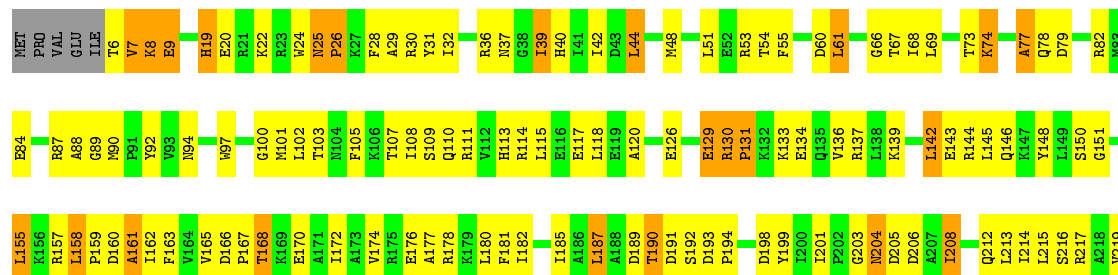 MET PRO VAL GLU ILE T6 V7 K8 E9 H19 E20 R21 K22 R23 W24 N25 P26 K27 F28 A29 R30 Y31 I32 R36 N37 G38 I39 H40 I41 I42 D43 L44 M48 L51 E52 R53 T54 F55 D60 L61 G66 T67 I68 L69 T73 K74 A77 Q78 D79 R82 M83
E84 R87 A88 G89 M90 P91 Y92 V93 N94 W97 G100 M101 L102 T103 N104 F105 K106 T107 I108 S109 Q110 R111 V112 H113 R114 L115 E116 E117 L118 E119 A120 E126 E129 R130 P131 K132 K133 E134 Q135 V136 R137 L138 K139 L142 E143 R144 L145 Q146 K147 Y148 L149 S150 G151
L155 K156 R157 L158 P159 D160 A161 I162 F163 V164 V165 D166 P167 T168 K169 E170 A171 I172 A173 V174 R175 E176 A177 R178 K179 L180 F181 I182 I185 A186 L187 A188 D189 T190 D191 S192 D193 P194 D198 Y199 I200 I201 P202 G203 N204 D205 D206 A207 I208 Q212 L213 I214 L215 S216 R217 A218